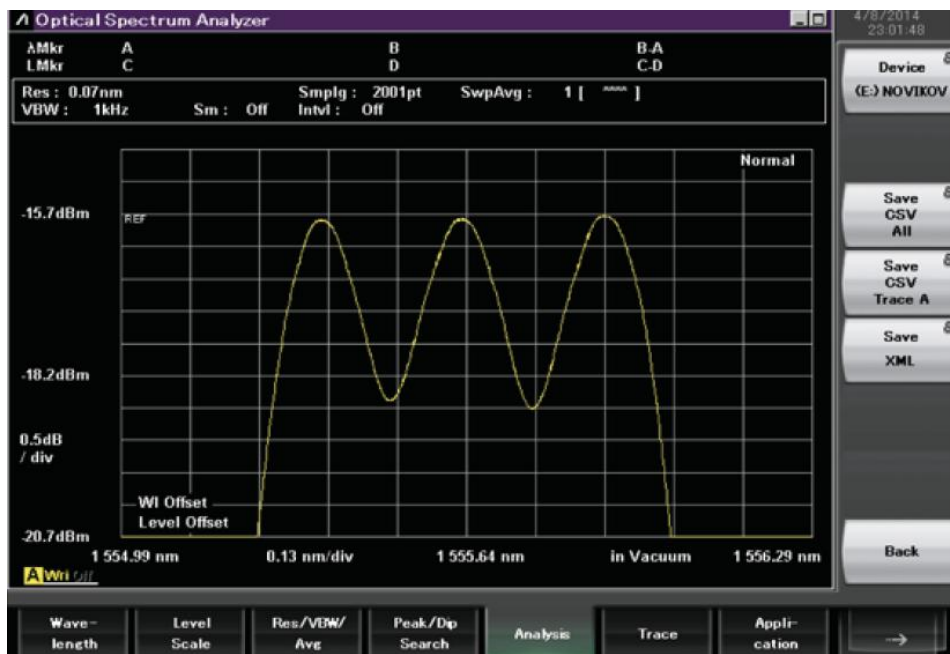 Optical Spectrum Analyzer
4/8/2014
23:01:48
λMkr A B B-A
LMkr C D C-D
Res : 0.07nm Smplg : 2001pt SwpAvg : 1 [ ^^^^ ]
VBW : 1kHz Sm : Off Intvl : Off
Normal
-15.7dBm
REF
-18.2dBm
0.5dB
/ div
Wl Offset
Level Offset
-20.7dBm
1 554.99 nm 0.13 nm/div 1 555.64 nm in Vacuum 1 556.29 nm
A Wri Off
Device
(E:) NOVIKOV
Save
CSV
All
Save
CSV
Trace A
Save
XML
Back
Wave-
length
Level
Scale
Res/VBW/
Avg
Peak/Dip
Search
Analysis
Trace
Appli-
cation
→